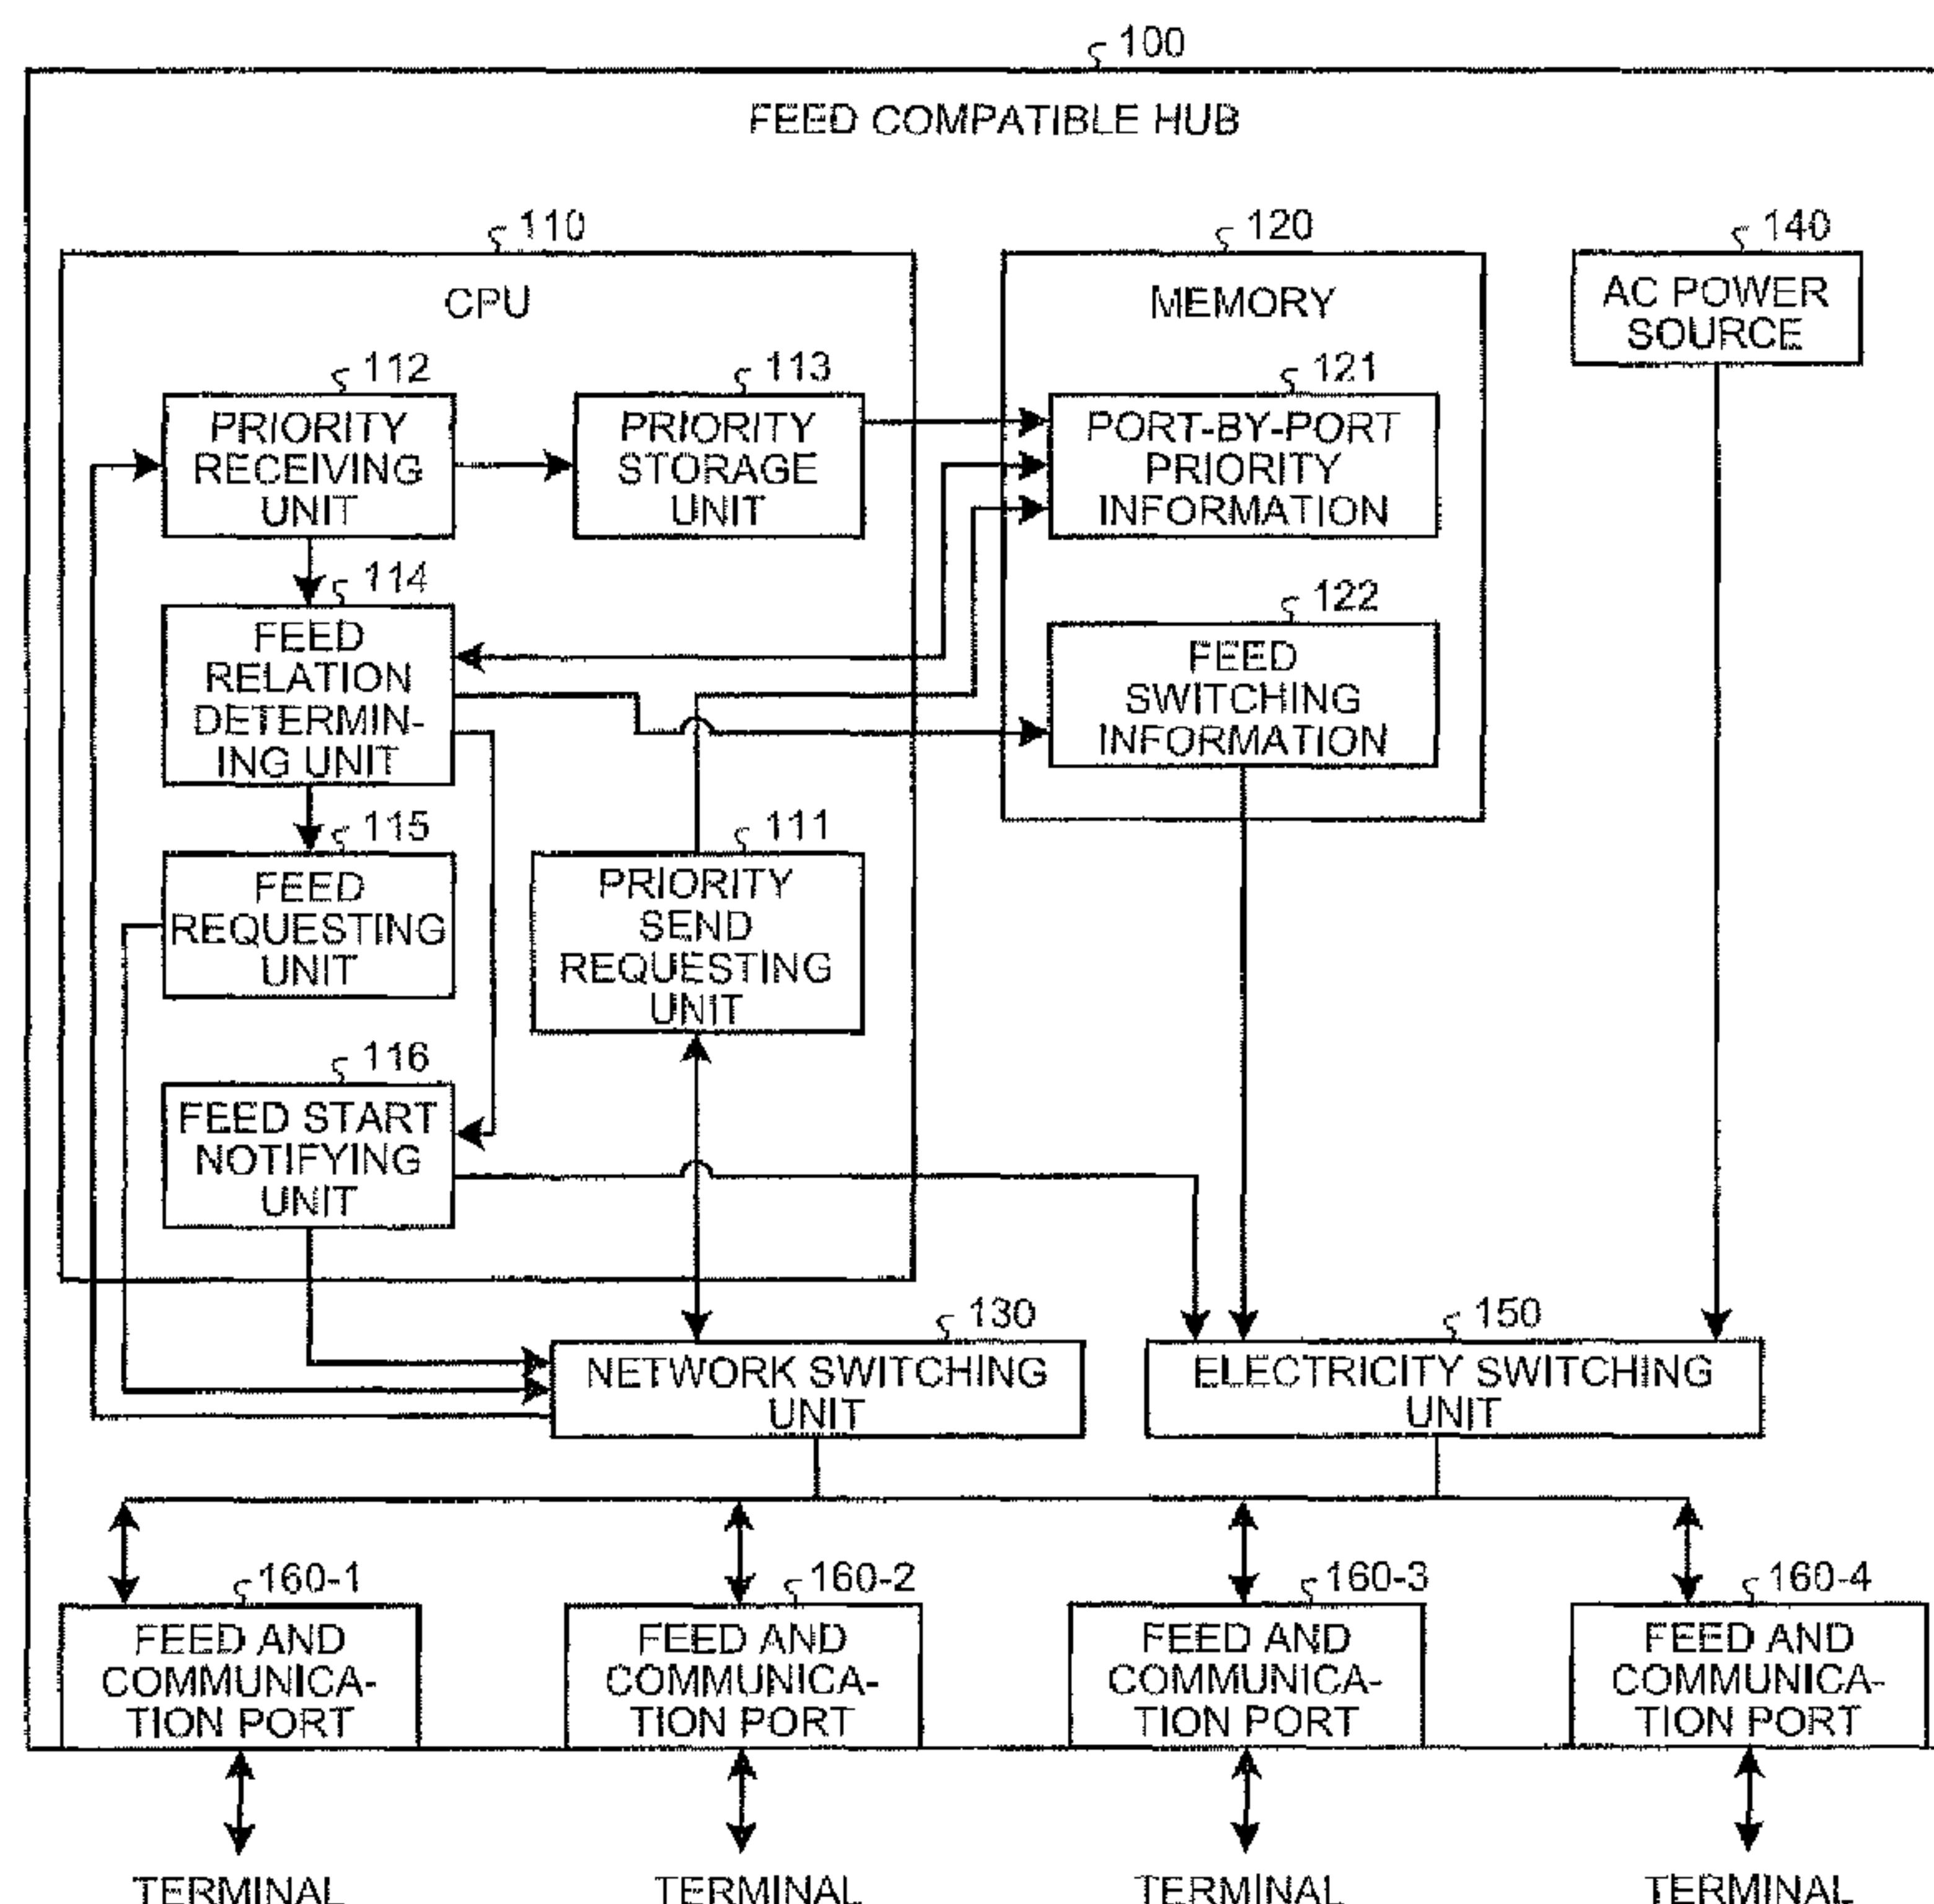 100
FEED COMPATIBLE HUB
110
120
140
CPU
MEMORY
AC POWER
SOURCE
112
113
121
PRIORITY
RECEIVING
UNIT
PRIORITY
STORAGE
UNIT
PORT-BY-PORT
PRIORITY
INFORMATION
114
122
FEED
RELATION
DETERMIN-
ING UNIT
FEED
SWITCHING
INFORMATION
115
111
FEED
REQUESTING
UNIT
PRIORITY
SEND
REQUESTING
UNIT
116
FEED START
NOTIFYING
UNIT
130
150
NETWORK SWITCHING
UNIT
ELECTRICITY SWITCHING
UNIT
160-1
160-2
160-3
160-4
FEED AND
COMMUNICA-
TION PORT
FEED AND
COMMUNICA-
TION PORT
FEED AND
COMMUNICA-
TION PORT
FEED AND
COMMUNICA-
TION PORT
TERMINAL
TERMINAL
TERMINAL
TERMINAL